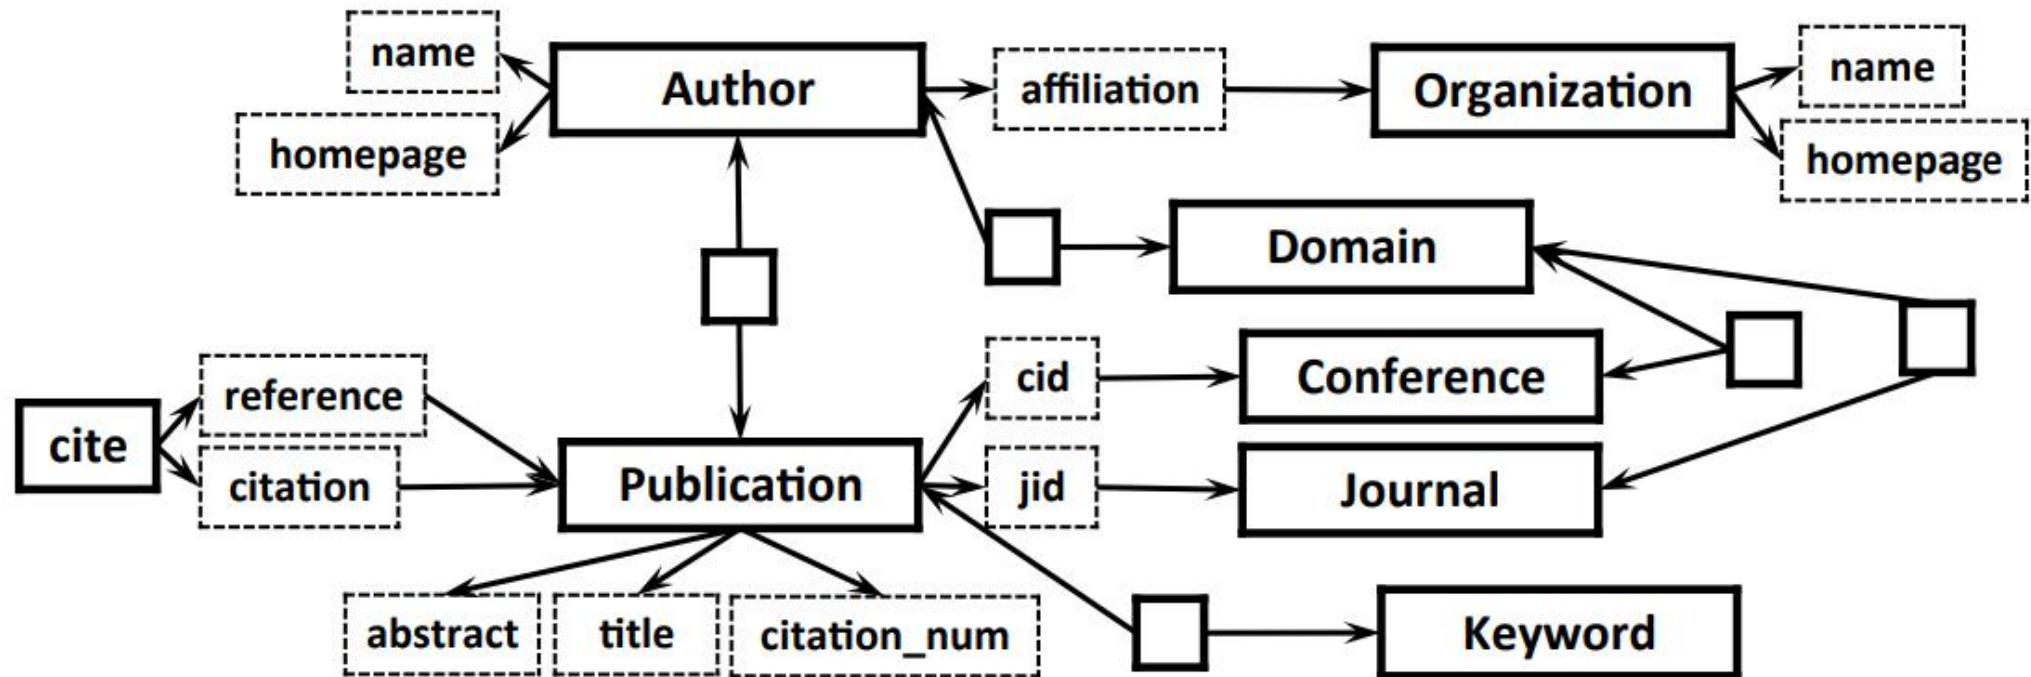 name
Author
affiliation
Organization
name
homepage
homepage
Domain
cid
Conference
reference
cite
citation
Publication
jid
Journal
abstract
title
citation_num
Keyword